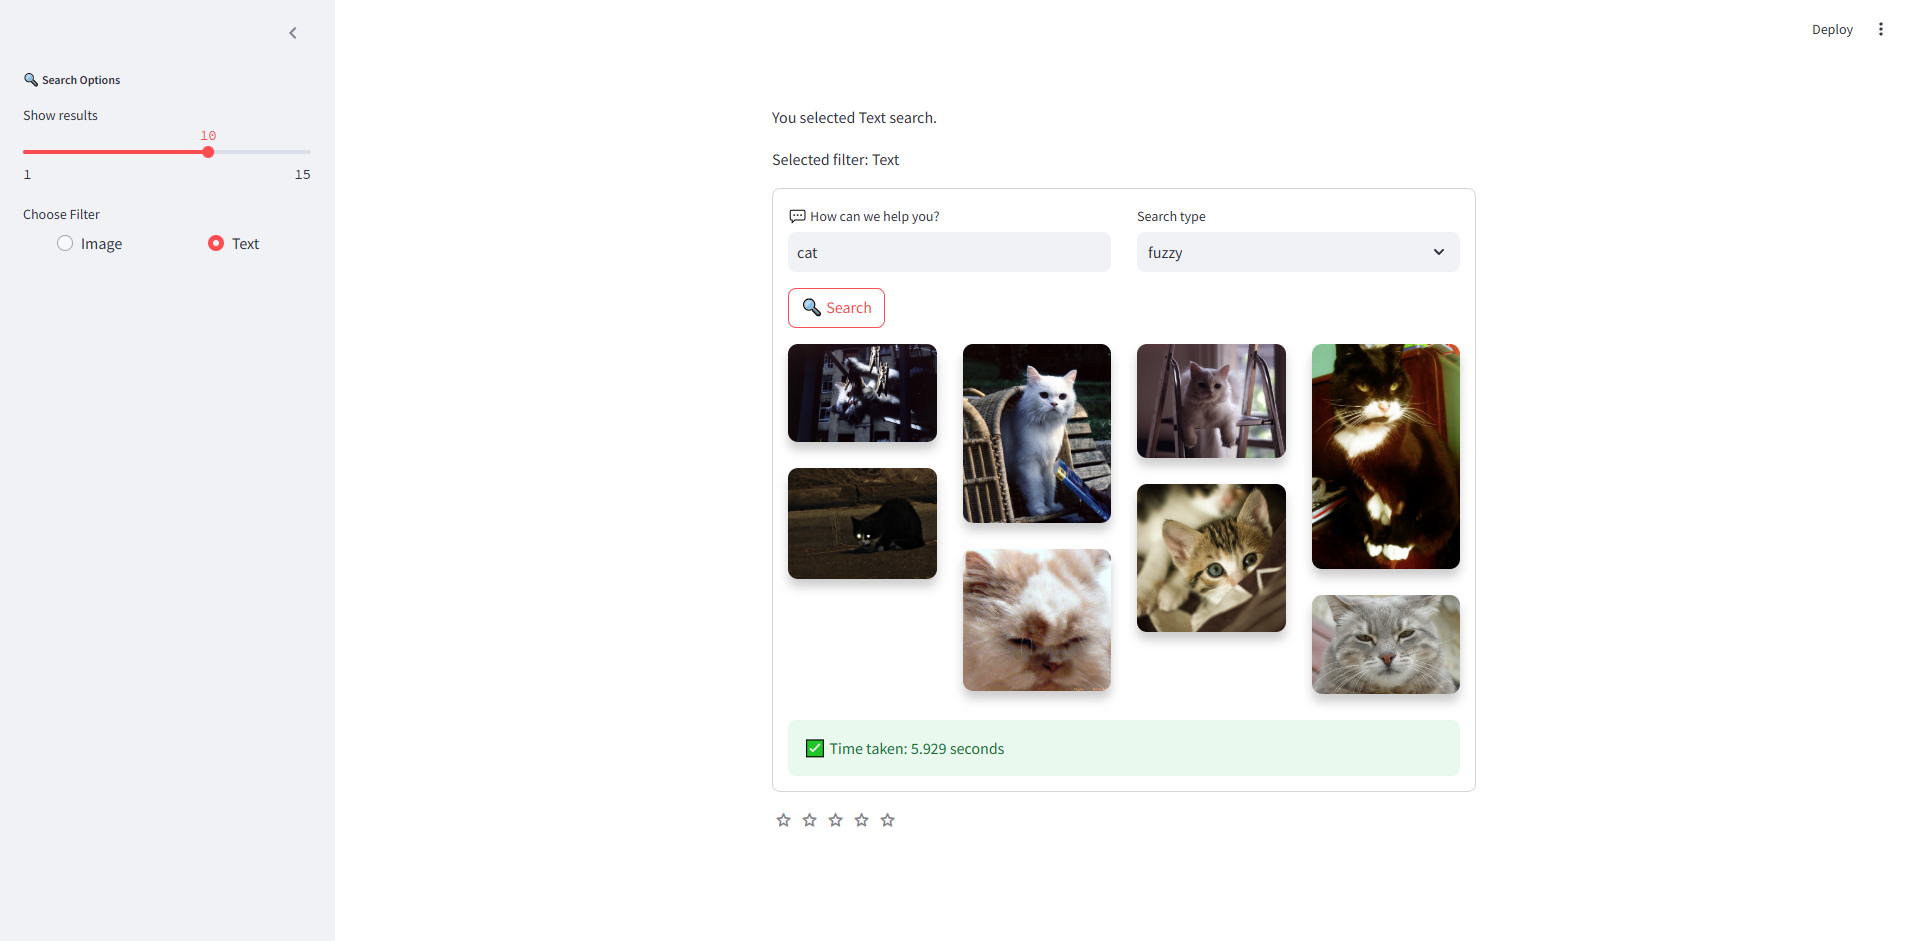 Deploy
🔍 Search Options
Show results
10
1
15
Choose Filter
Image
Text
You selected Text search.
Selected filter: Text
💬 How can we help you?
Search type
cat
fuzzy
🔍 Search
✅ Time taken: 5.929 seconds